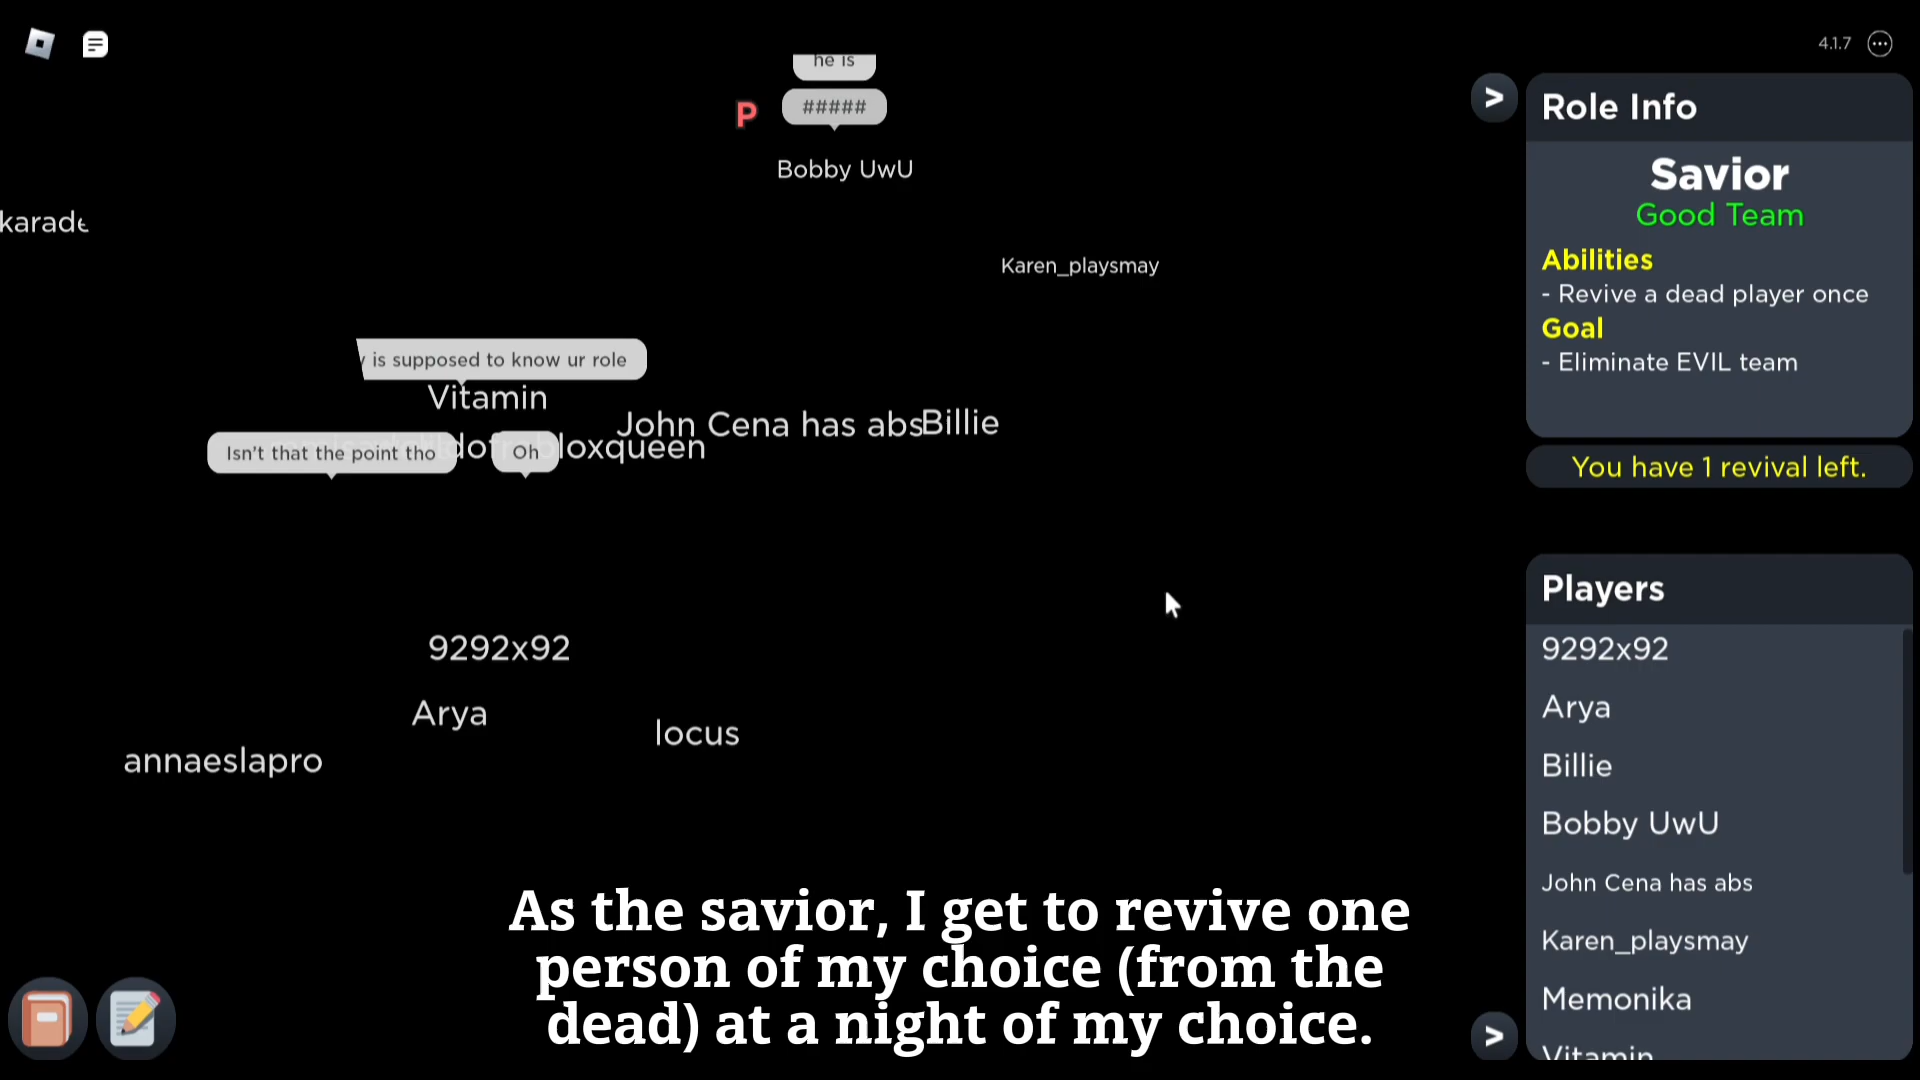 4.1.7
he is
#####
P
Bobby UwU
Karen_playsmay
is supposed to know ur role
Vitamin
John Cena has abs
Billie
Isn't that the point tho
Oh
loxqueen
9292x92
Arya
locus
annaeslapro
As the savior, I get to revive one
person of my choice (from the
dead) at a night of my choice.
>
Role Info
Savior
Good Team
Abilities
- Revive a dead player once
Goal
- Eliminate EVIL team
You have 1 revival left.
Players
9292x92
Arya
Billie
Bobby UwU
John Cena has abs
Karen_playsmay
Memonika
Vitamin
>